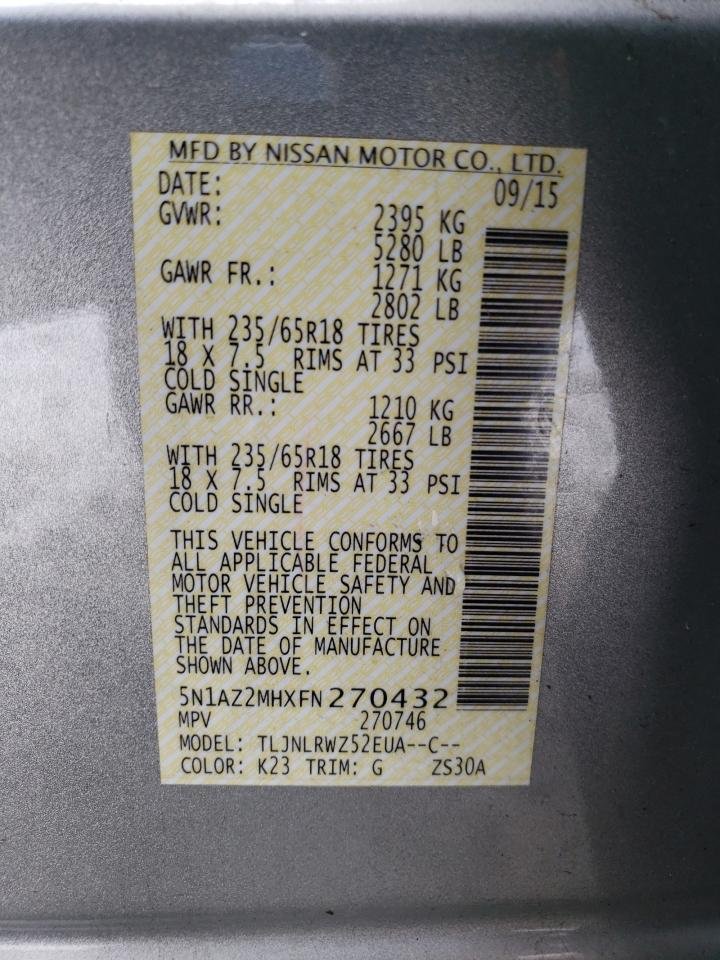 MFD BY NISSAN MOTOR CO., LTD.
DATE: 09/15
GVWR: 2395 KG
5280 LB
GAWR FR.: 1271 KG
2802 LB
WITH 235/65R18 TIRES
18 X 7.5 RIMS AT 33 PSI
COLD SINGLE
GAWR RR.: 1210 KG
2667 LB
WITH 235/65R18 TIRES
18 X 7.5 RIMS AT 33 PSI
COLD SINGLE
THIS VEHICLE CONFORMS TO
ALL APPLICABLE FEDERAL
MOTOR VEHICLE SAFETY AND
THEFT PREVENTION
STANDARDS IN EFFECT ON
THE DATE OF MANUFACTURE
SHOWN ABOVE.
5N1AZ2MHXFN270432
MPV 270746
MODEL: TLJNLRWZ52EUA--C--
COLOR: K23 TRIM: G ZS30A